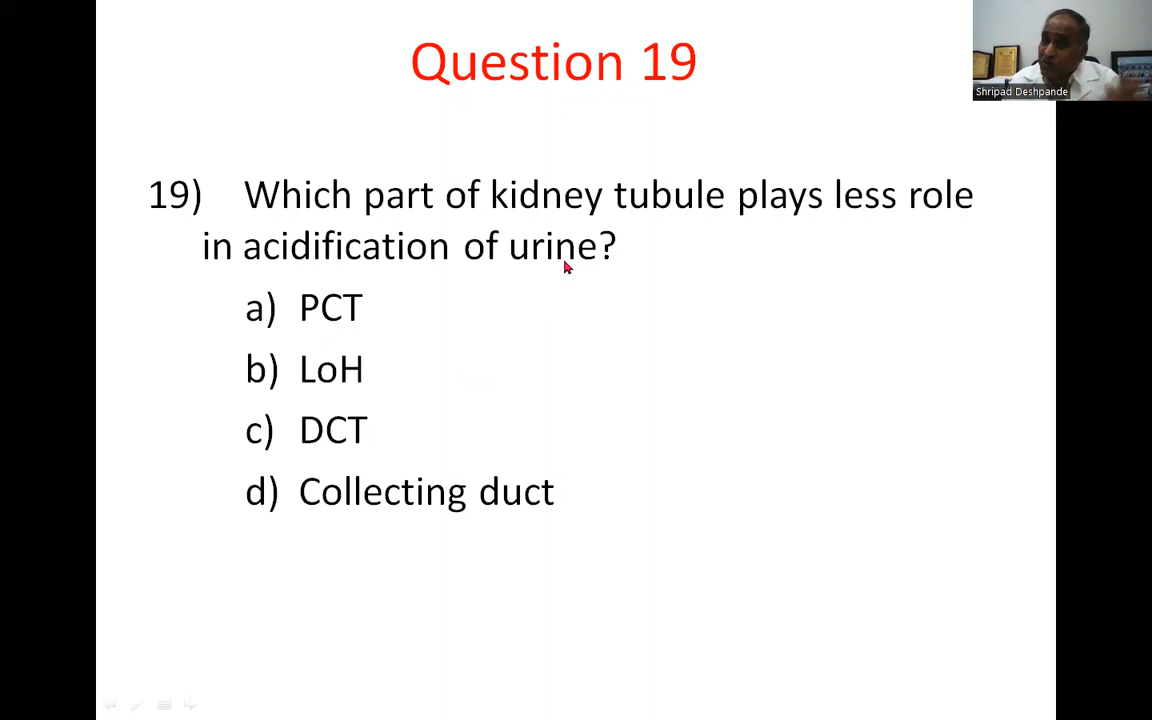 Question 19
Shripad Deshpande
19) Which part of kidney tubule plays less role
in acidification of urine?
a) PCT
b) LoH
c) DCT
d) Collecting duct